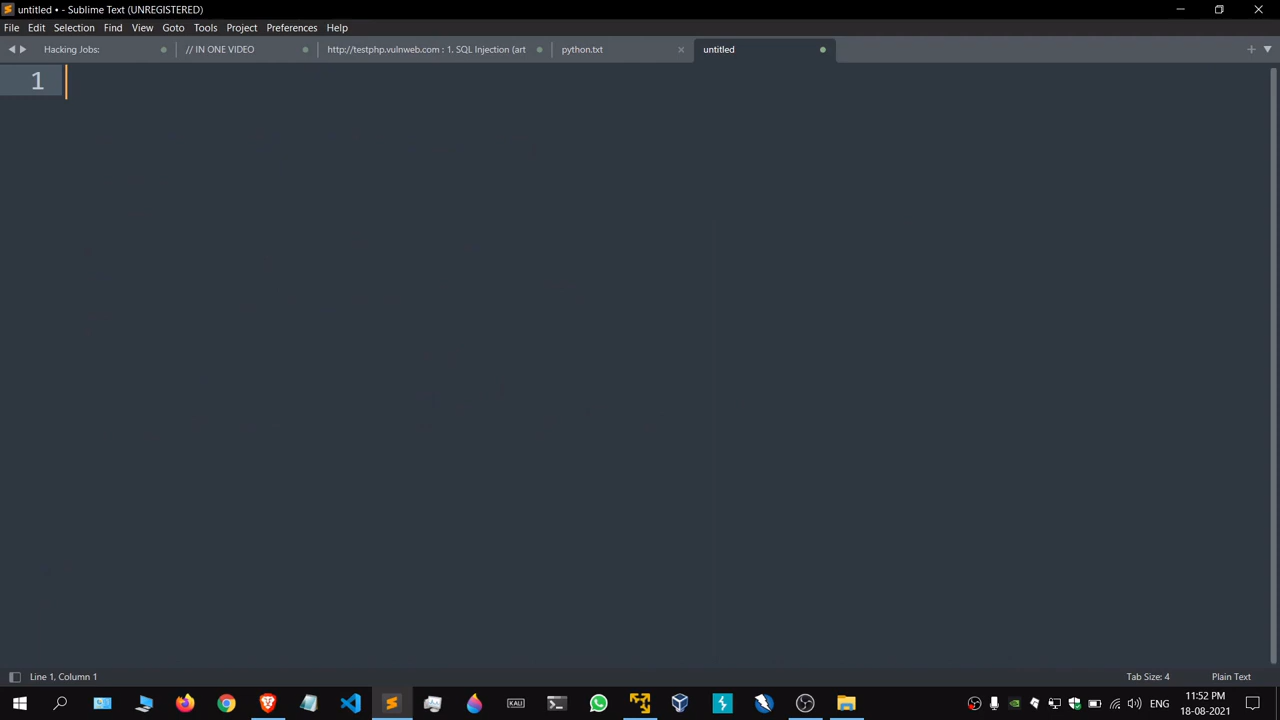 untitled • - Sublime Text (UNREGISTERED)
File Edit Selection Find View Goto Tools Project Preferences Help
Hacking Jobs: // IN ONE VIDEO http://testphp.vulnweb.com : 1. SQL Injection (art python.txt untitled
1
Line 1, Column 1 Tab Size: 4 Plain Text
KALI ENG 11:52 PM
18-08-2021